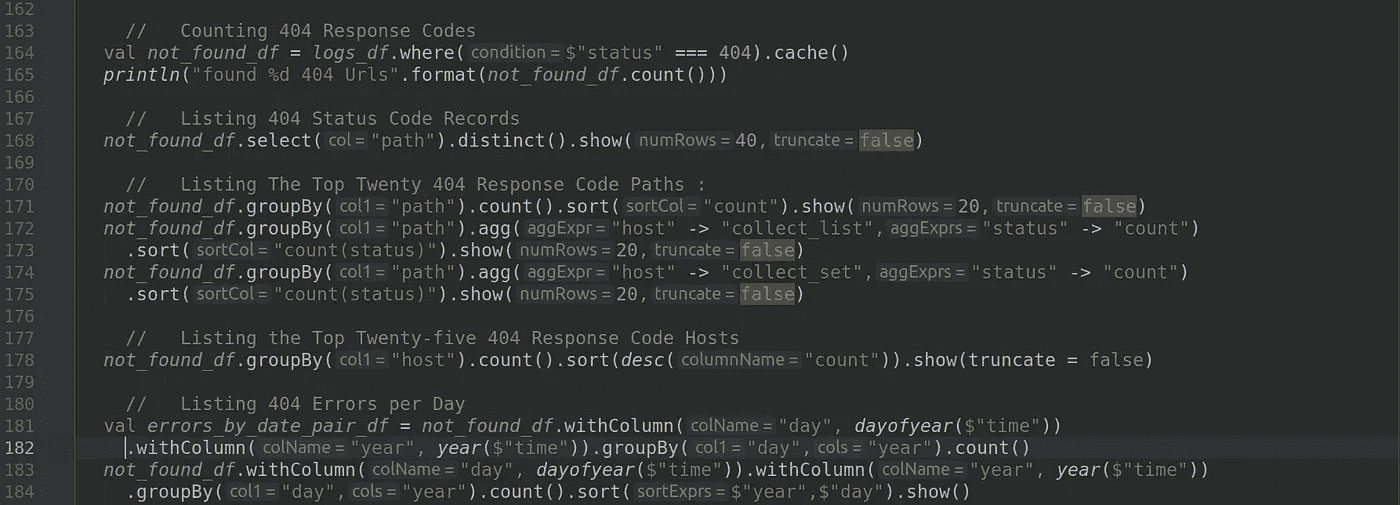 162
163 // Counting 404 Response Codes
164 val not_found_df = logs_df.where( condition = $"status" === 404).cache()
165 println("found %d 404 Urls".format(not_found_df.count()))
166
167 // Listing 404 Status Code Records
168 not_found_df.select( col = "path").distinct().show( numRows = 40, truncate = false)
169
170 // Listing The Top Twenty 404 Response Code Paths :
171 not_found_df.groupBy( col1 = "path").count().sort( sortCol = "count").show( numRows = 20, truncate = false)
172 not_found_df.groupBy( col1 = "path").agg( aggExpr = "host" -> "collect_list", aggExprs = "status" -> "count")
173 .sort( sortCol = "count(status)").show( numRows = 20, truncate = false)
174 not_found_df.groupBy( col1 = "path").agg( aggExpr = "host" -> "collect_set", aggExprs = "status" -> "count")
175 .sort( sortCol = "count(status)").show( numRows = 20, truncate = false)
176
177 // Listing the Top Twenty-five 404 Response Code Hosts
178 not_found_df.groupBy( col1 = "host").count().sort(desc( columnName = "count")).show(truncate = false)
179
180 // Listing 404 Errors per Day
181 val errors_by_date_pair_df = not_found_df.withColumn( colName = "day", dayofyear($"time"))
182 .withColumn( colName = "year", year($"time")).groupBy( col1 = "day", cols = "year").count()
183 not_found_df.withColumn( colName = "day", dayofyear($"time")).withColumn( colName = "year", year($"time"))
184 .groupBy( col1 = "day", cols = "year").count().sort( sortExprs = $"year",$"day").show()